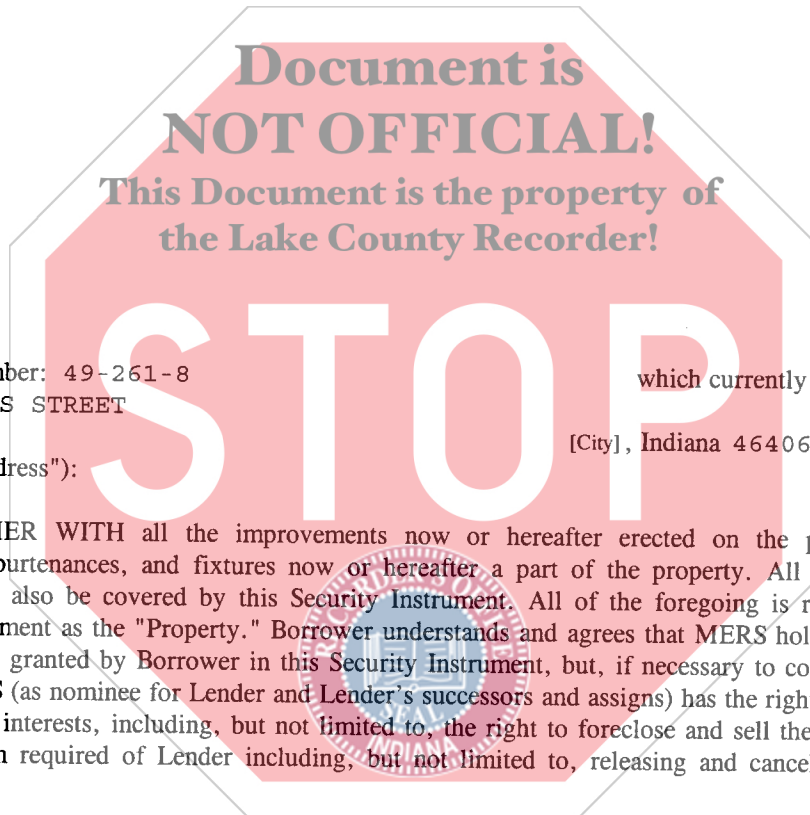 Document is
NOT OFFICIAL!
This Document is the property of
the Lake County Recorder!
STOP
nber: 49-261-8 which currently
S STREET
[City], Indiana 46406
dress"):
IER WITH all the improvements now or hereafter erected on the
purtenances, and fixtures now or hereafter a part of the property. All
also be covered by this Security Instrument. All of the foregoing is r
ment as the "Property." Borrower understands and agrees that MERS hol
granted by Borrower in this Security Instrument, but, if necessary to co
S (as nominee for Lender and Lender's successors and assigns) has the right
interests, including, but not limited to, the right to foreclose and sell the
n required of Lender including, but not limited to, releasing and cancel
SEAL
INDIANA